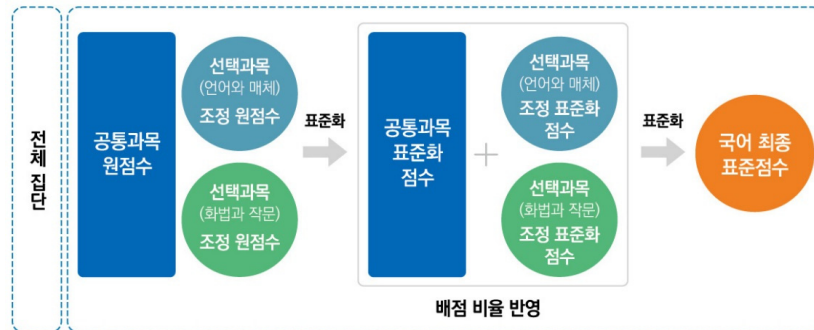 전체 집단
공통과목
원점수
선택과목
(언어와 매체)
조정 원점수
선택과목
(화법과 작문)
조정 원점수
표준화
공통과목
표준화
점수
+
선택과목
(언어와 매체)
조정 표준화
점수
선택과목
(화법과 작문)
조정 표준화
점수
배점 비율 반영
표준화
국어 최종
표준점수